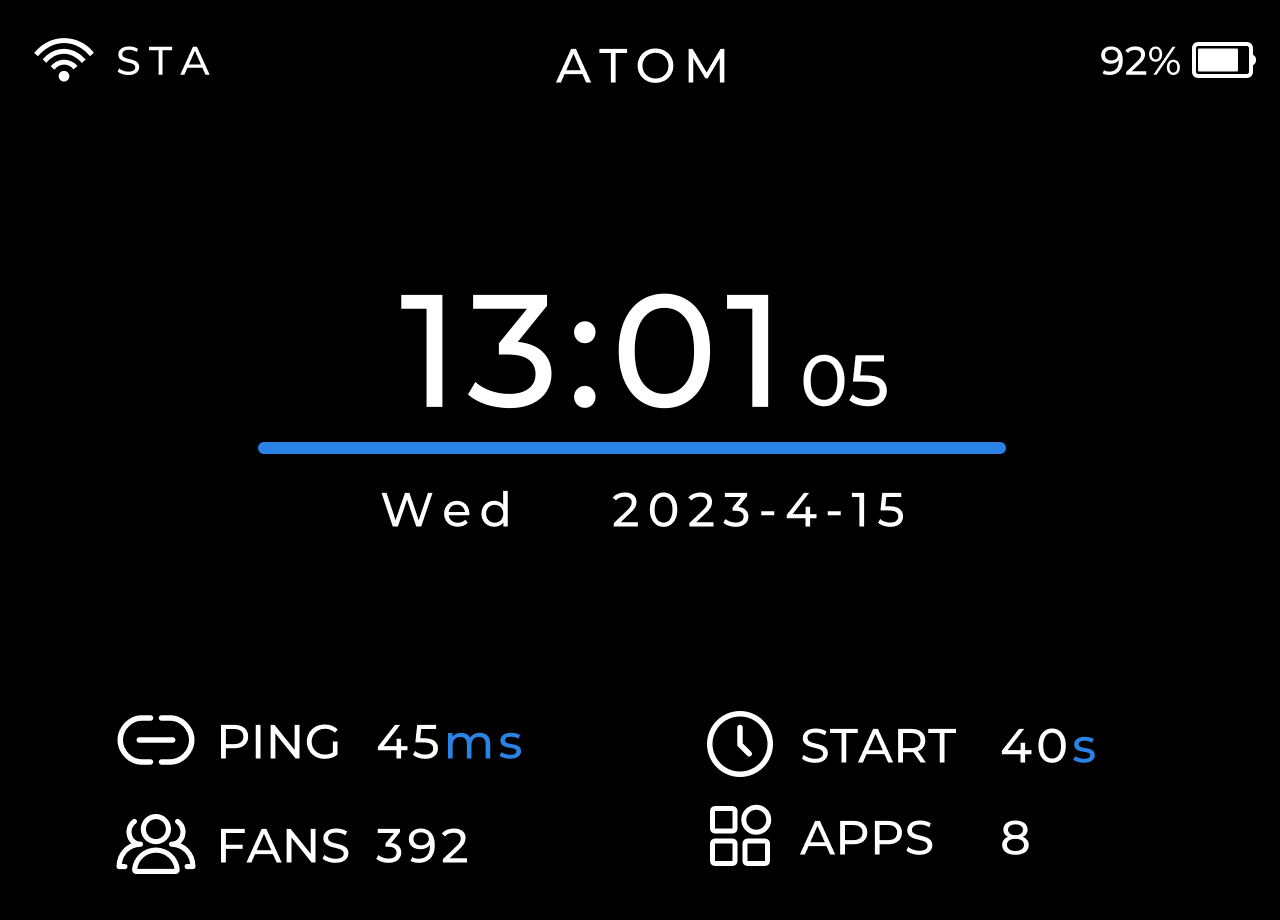 STA ATOM 92%
13:01 05
Wed 2023-4-15
PING 45ms START 40s
FANS 392 APPS 8